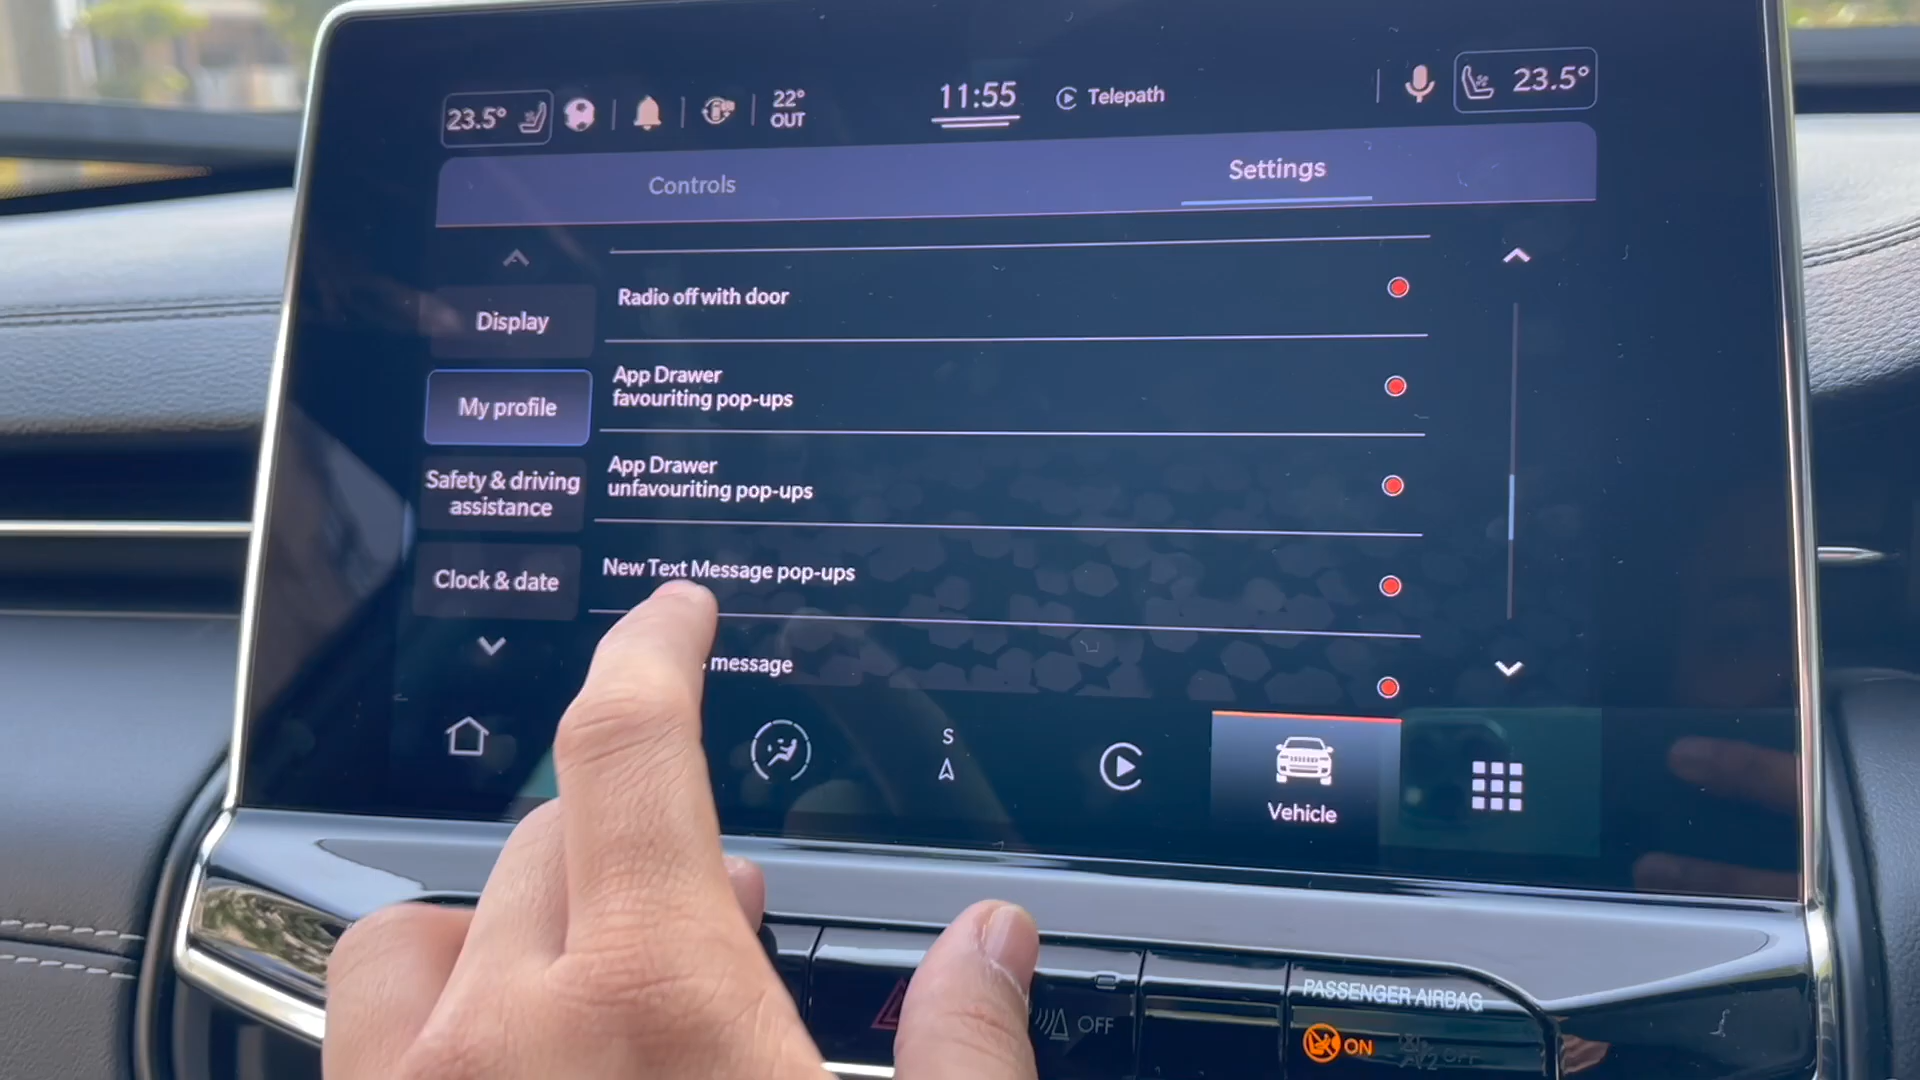 23.5°
22°
OUT
11:55
Telepath
23.5°
Controls
Settings
Display
My profile
Safety & driving
assistance
Clock & date
Radio off with door
App Drawer
favouriting pop-ups
App Drawer
unfavouriting pop-ups
New Text Message pop-ups
message
S
Vehicle
OFF
PASSENGER AIRBAG
ON
OFF